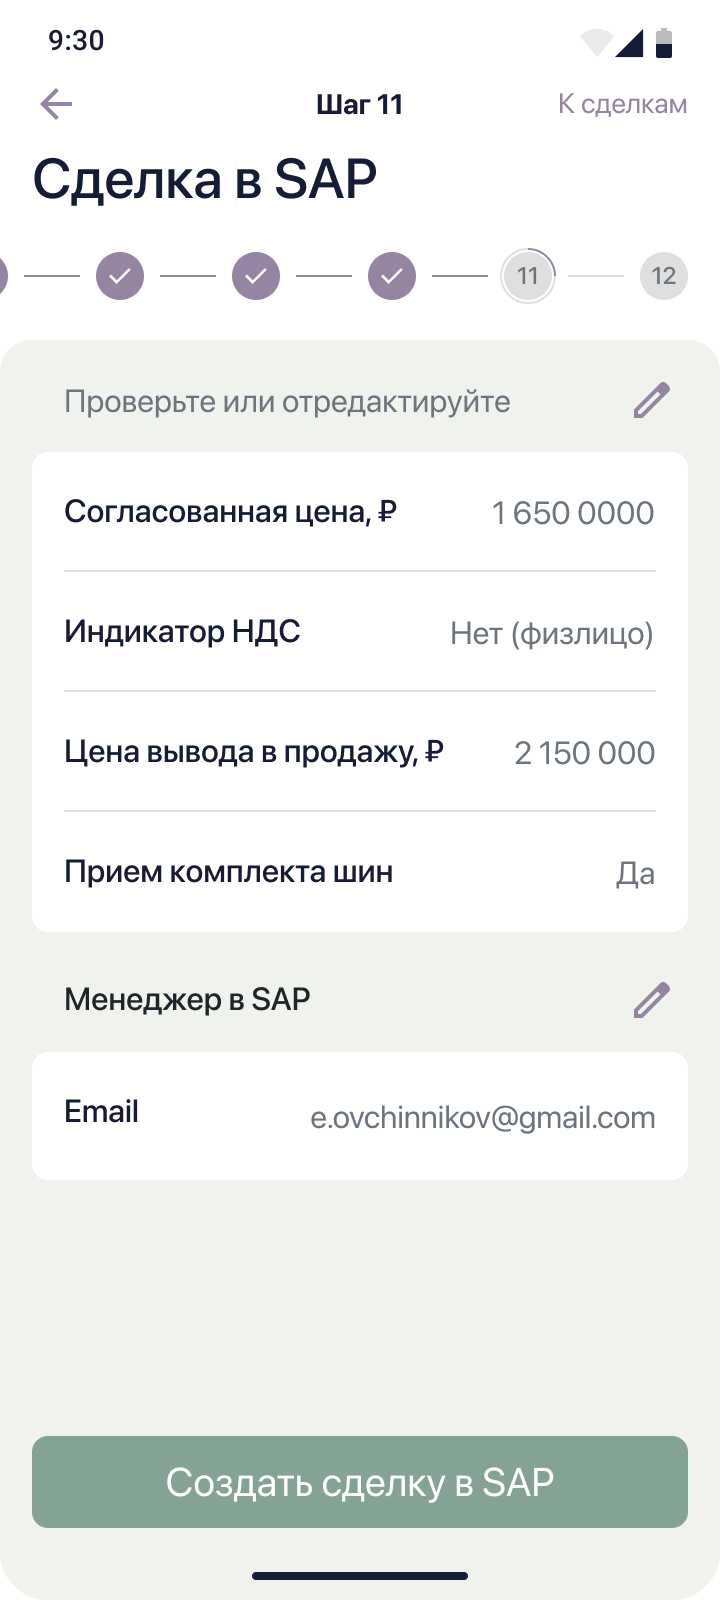 9:30
Шаг 11
К сделкам
Сделка в SAP
11
12
Проверьте или отредактируйте
Согласованная цена, ₽
1 650 0000
Индикатор НДС
Нет (физлицо)
Цена вывода в продажу, ₽
2 150 000
Прием комплекта шин
Да
Менеджер в SAP
Email
e.ovchinnikov@gmail.com
Создать сделку в SAP